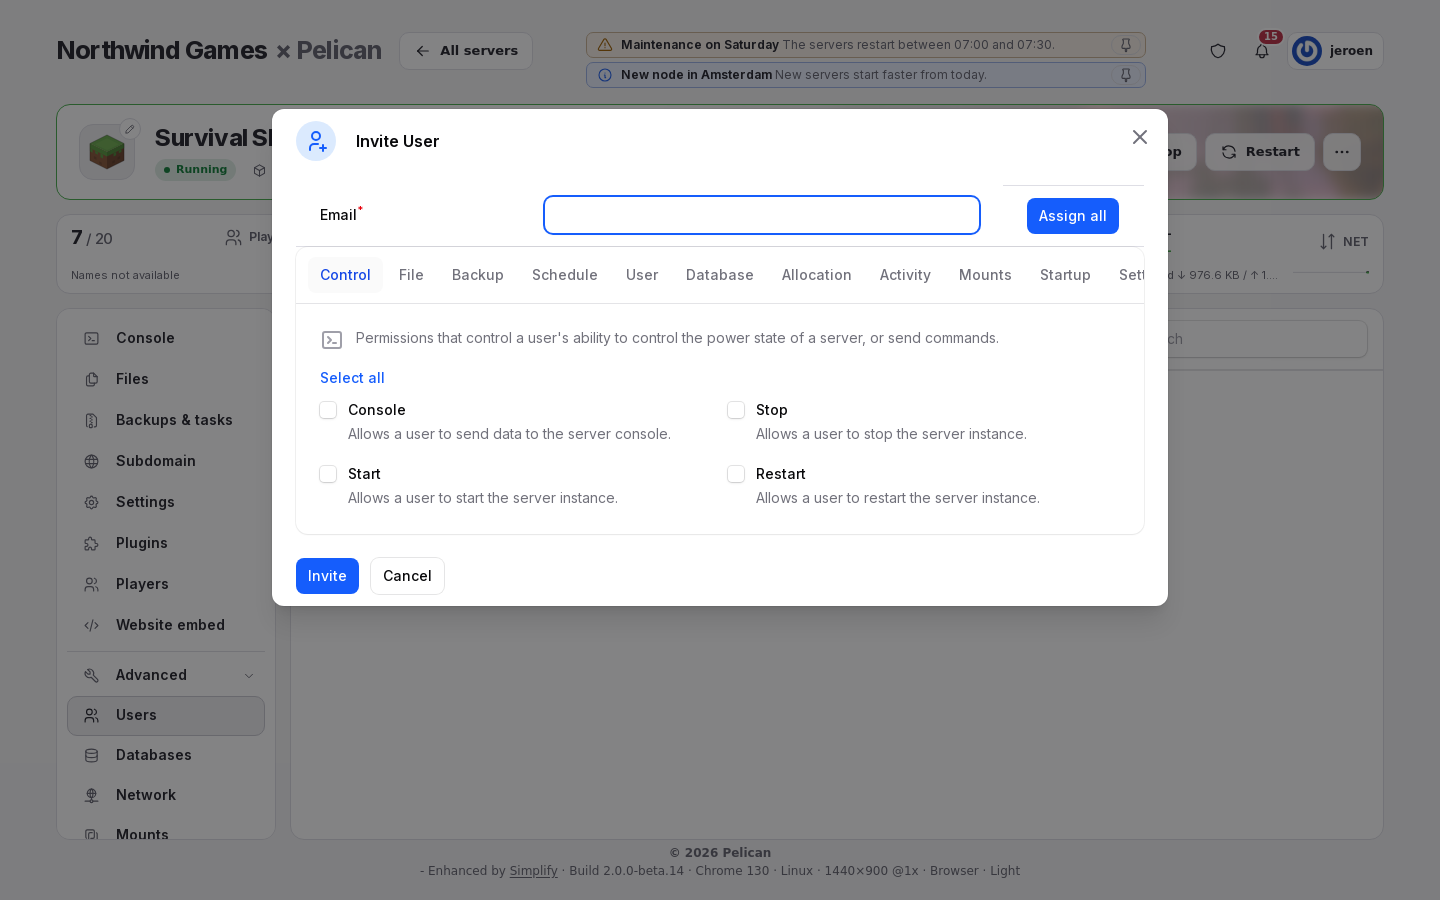 Northwind Games × Pelican
All servers
Maintenance on Saturday The servers restart between 07:00 and 07:30.
New node in Amsterdam New servers start faster from today.
15
jeroen
Survival
Running
Restart
7 / 20
Names not available
NET
↓ 976.6 KB / ↑ 1....
Invite User
Email*
Assign all
Control
File
Backup
Schedule
User
Database
Allocation
Activity
Mounts
Startup
Permissions that control a user's ability to control the power state of a server, or send commands.
Select all
Console
Allows a user to send data to the server console.
Stop
Allows a user to stop the server instance.
Start
Allows a user to start the server instance.
Restart
Allows a user to restart the server instance.
Invite
Cancel
Console
Files
Backups & tasks
Subdomain
Settings
Plugins
Players
Website embed
Advanced
Users
Databases
Network
Mounts
© 2026 Pelican
- Enhanced by Simplify · Build 2.0.0-beta.14 · Chrome 130 · Linux · 1440×900 @1x · Browser · Light